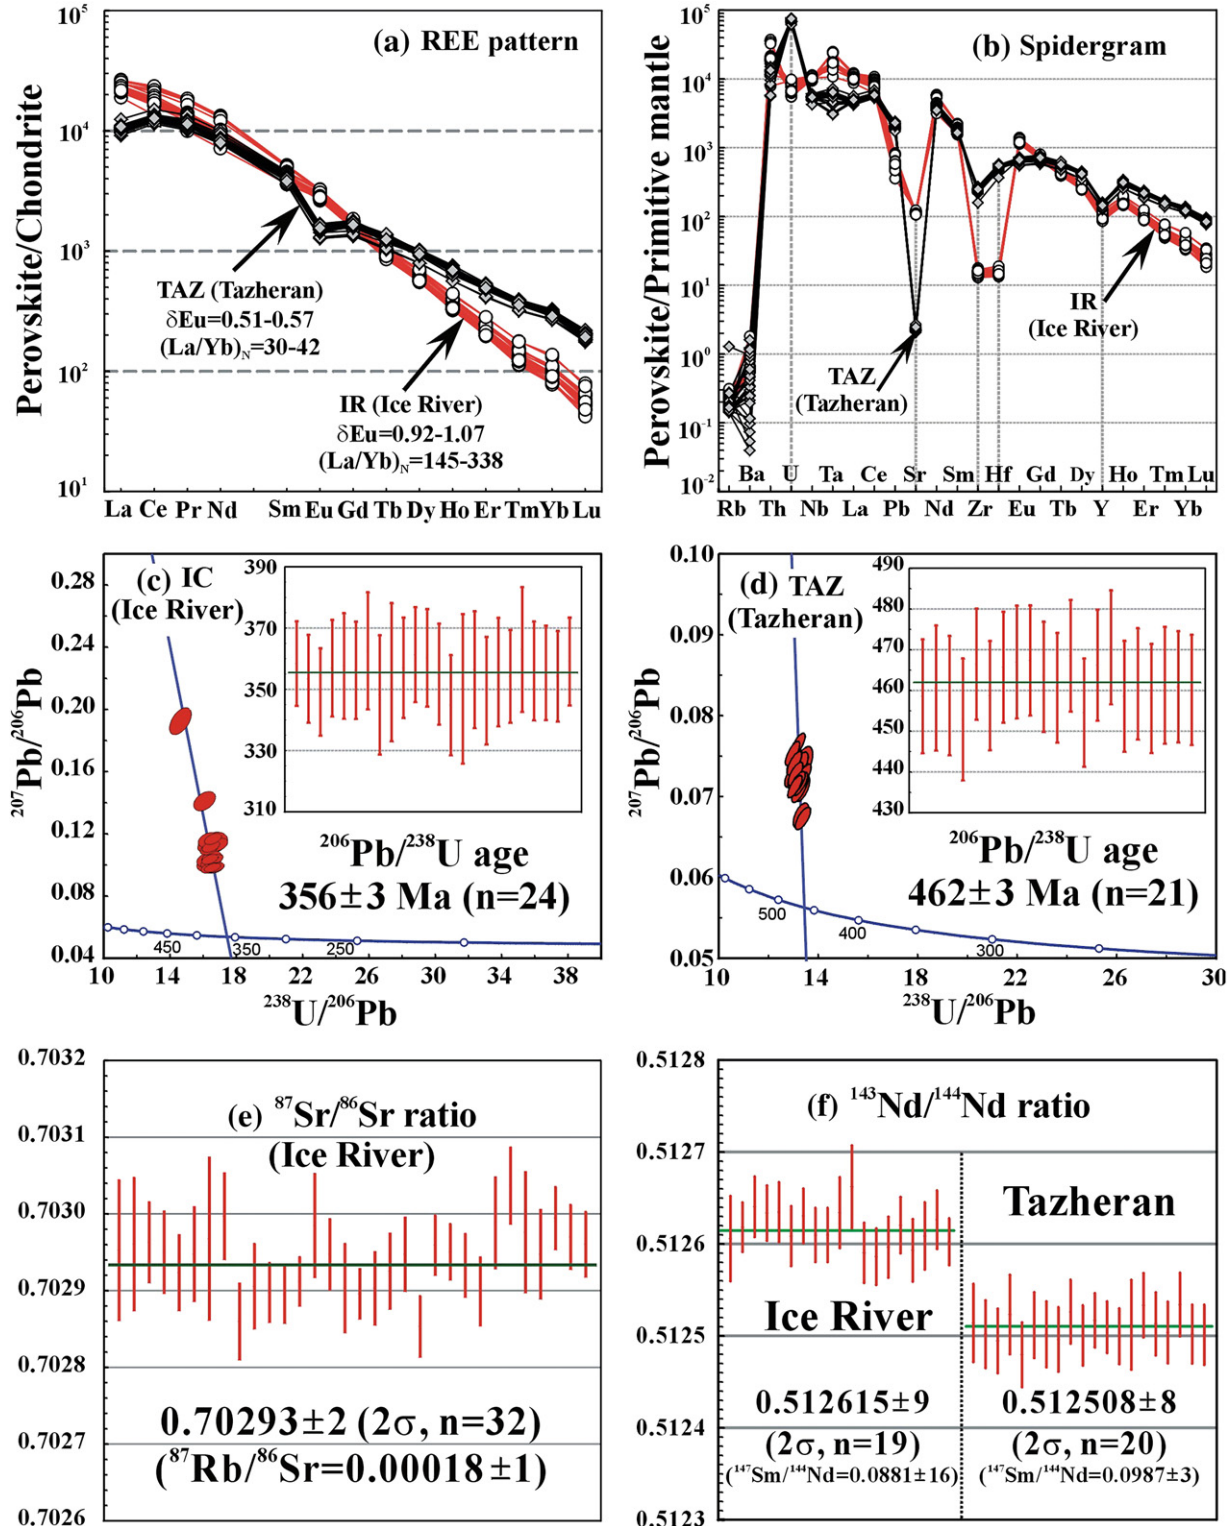 (a) REE pattern
Perovskite/Chondrite
10⁵
10⁴
10³
10²
10¹
TAZ (Tazheran)
δEu=0.51-0.57
(La/Yb)N=30-42
IR (Ice River)
δEu=0.92-1.07
(La/Yb)N=145-338
La Ce Pr Nd Sm Eu Gd Tb Dy Ho Er Tm Yb Lu
(b) Spidergram
Perovskite/Primitive mantle
10⁵
10⁴
10³
10²
10¹
10⁰
10⁻¹
10⁻²
IR
(Ice River)
TAZ
(Tazheran)
Ba U Ta Ce Sr Sm Hf Gd Dy Ho Tm Lu
Rb Th Nb La Pb Nd Zr Eu Tb Y Er Yb
(c) IC
(Ice River)
²⁰⁷Pb/²⁰⁶Pb
0.28
0.24
0.20
0.16
0.12
0.08
0.04
390
370
350
330
310
²⁰⁶Pb/²³⁸U age
356±3 Ma (n=24)
450 350 250
10 14 18 22 26 30 34 38
²³⁸U/²⁰⁶Pb
(d) TAZ
(Tazheran)
²⁰⁷Pb/²⁰⁶Pb
0.10
0.09
0.08
0.07
0.06
0.05
490
480
470
460
450
440
430
²⁰⁶Pb/²³⁸U age
462±3 Ma (n=21)
500 400 300
10 14 18 22 26 30
²³⁸U/²⁰⁶Pb
(e) ⁸⁷Sr/⁸⁶Sr ratio
(Ice River)
0.7032
0.7031
0.7030
0.7029
0.7028
0.7027
0.7026
0.70293±2 (2σ, n=32)
(⁸⁷Rb/⁸⁶Sr=0.00018±1)
(f) ¹⁴³Nd/¹⁴⁴Nd ratio
0.5128
0.5127
0.5126
0.5125
0.5124
0.5123
Tazheran
Ice River
0.512615±9
(2σ, n=19)
(¹⁴⁷Sm/¹⁴⁴Nd=0.0881±16)
0.512508±8
(2σ, n=20)
(¹⁴⁷Sm/¹⁴⁴Nd=0.0987±3)